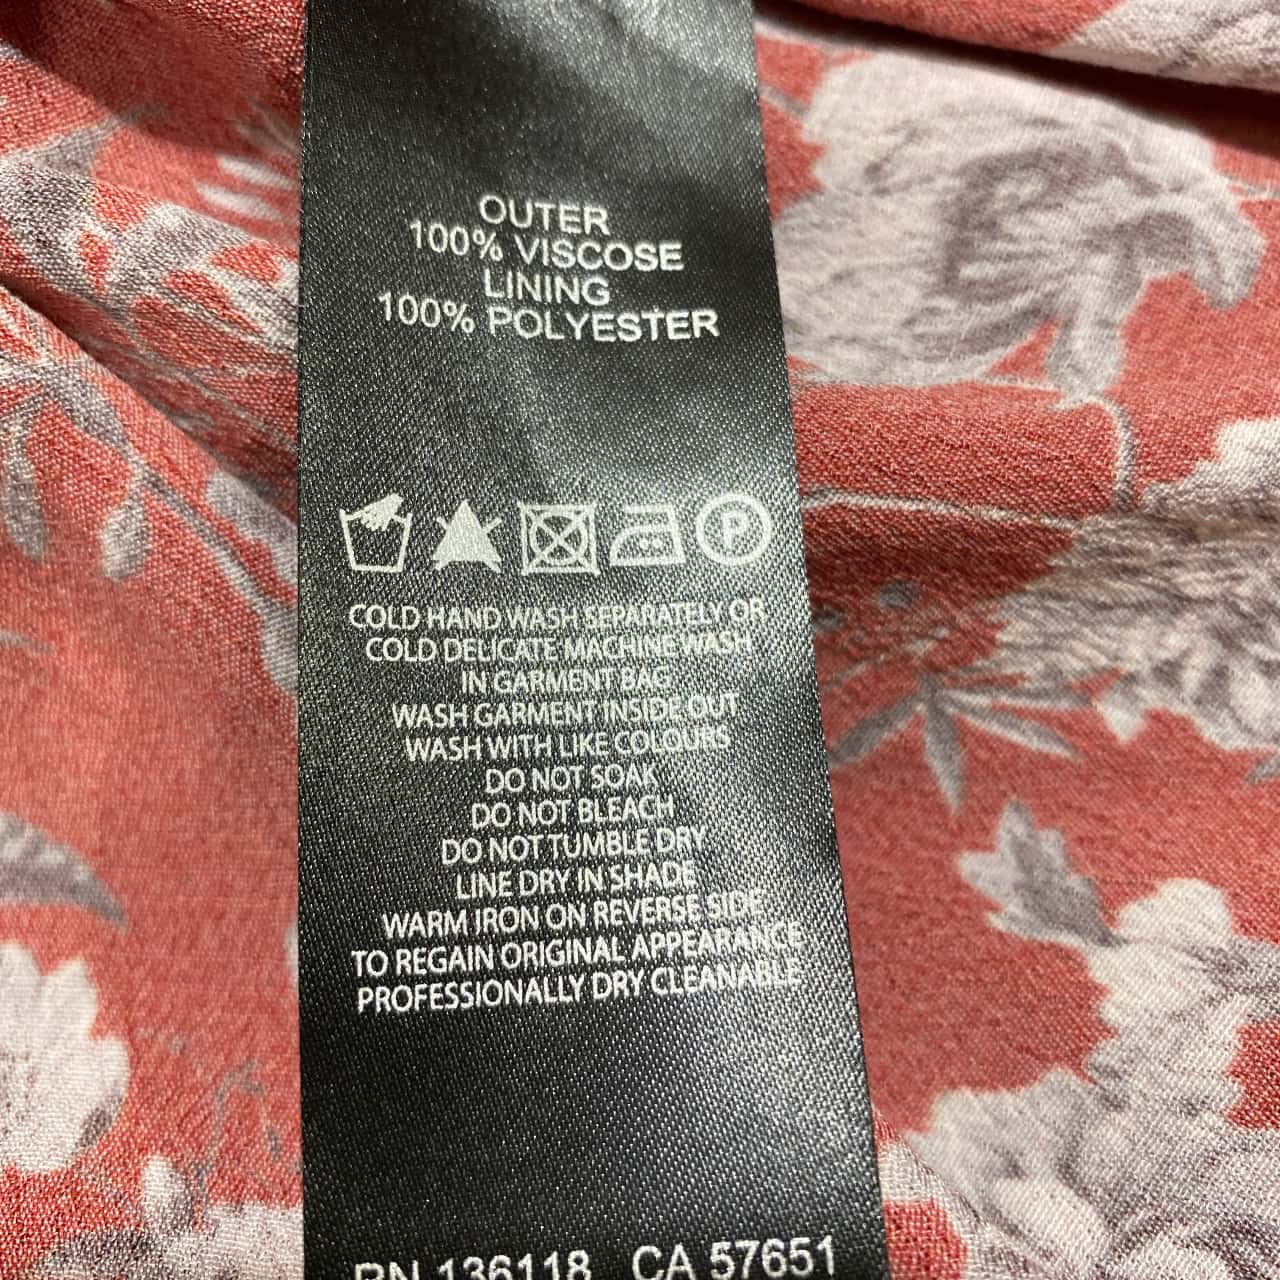 OUTER
100% VISCOSE
LINING
100% POLYESTER
P
COLD HAND WASH SEPARATELY OR
COLD DELICATE MACHINE WASH
IN GARMENT BAG
WASH GARMENT INSIDE OUT
WASH WITH LIKE COLOURS
DO NOT SOAK
DO NOT BLEACH
DO NOT TUMBLE DRY
LINE DRY IN SHADE
WARM IRON ON REVERSE SIDE
TO REGAIN ORIGINAL APPEARANCE
PROFESSIONALLY DRY CLEANABLE
RN 136118 CA 57651